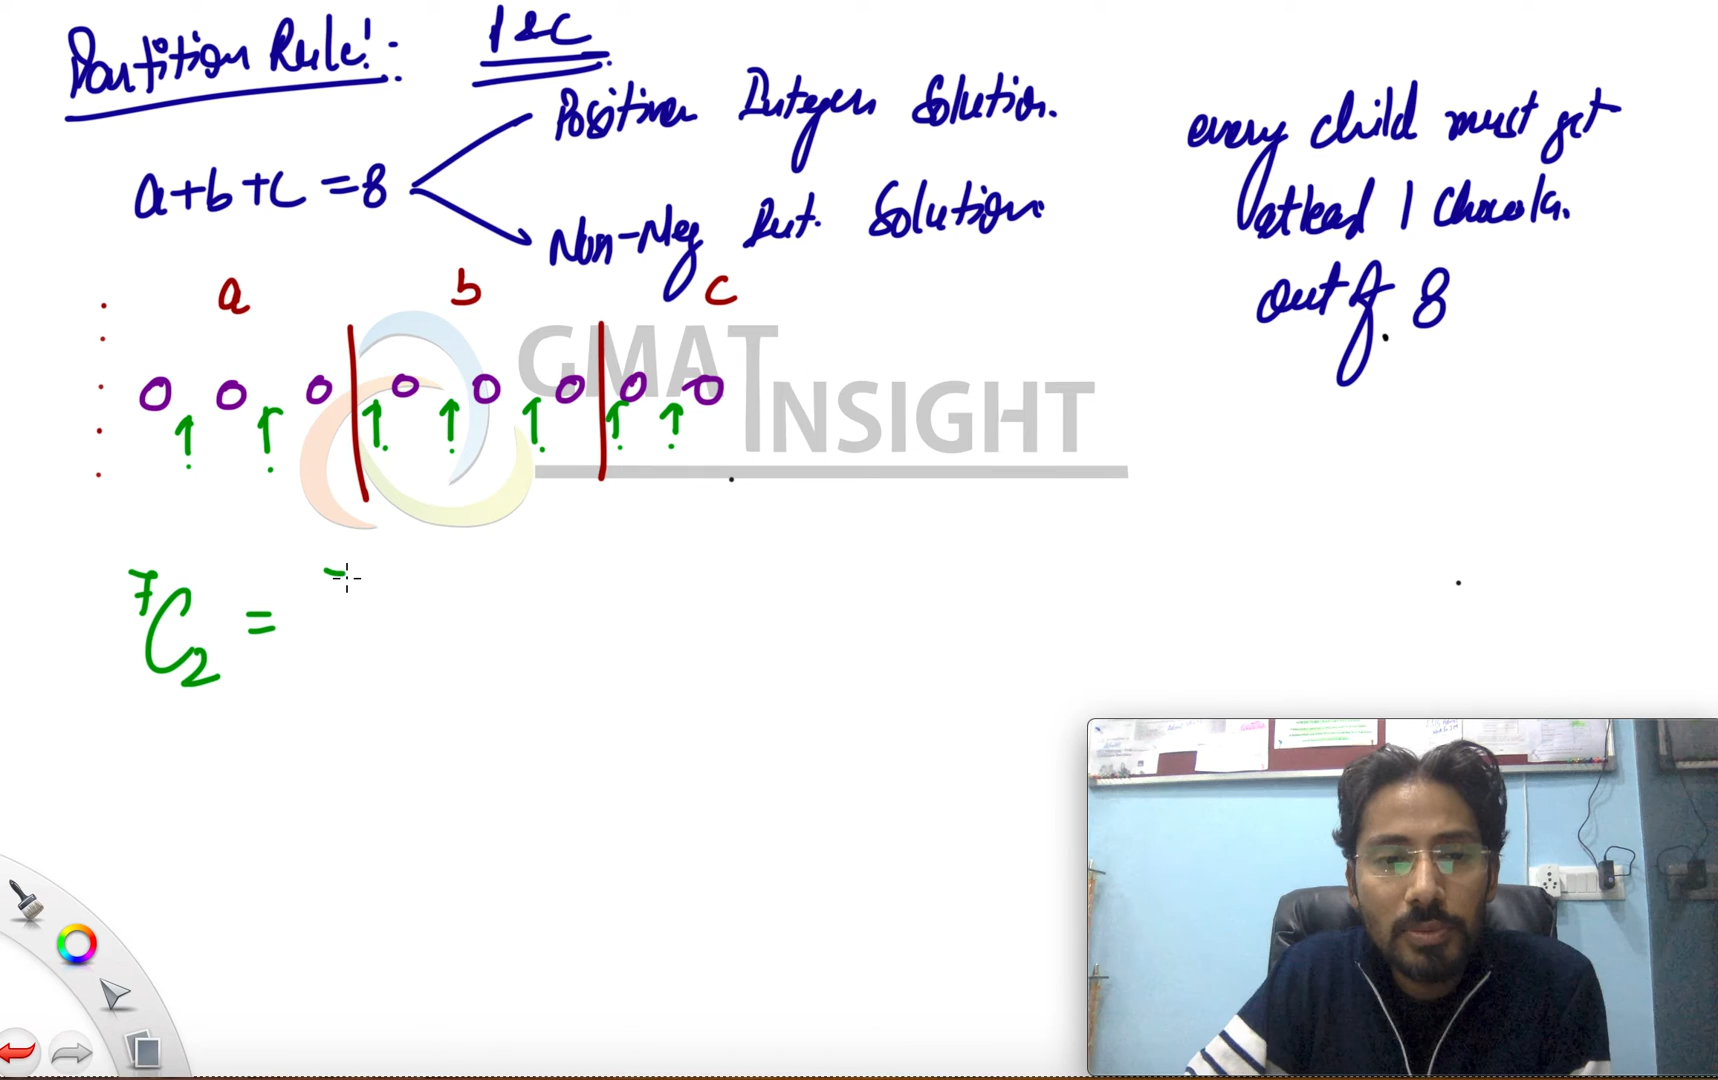 Partition Rule!:-
P&C
a+b+c=8
Positive Integer Solution.
Non-Neg Int. Solution
every child must get
atleast 1 Chocola.
out of 8
a b c
O O O | O O O | O O
GMAT
INSIGHT
7C2 =